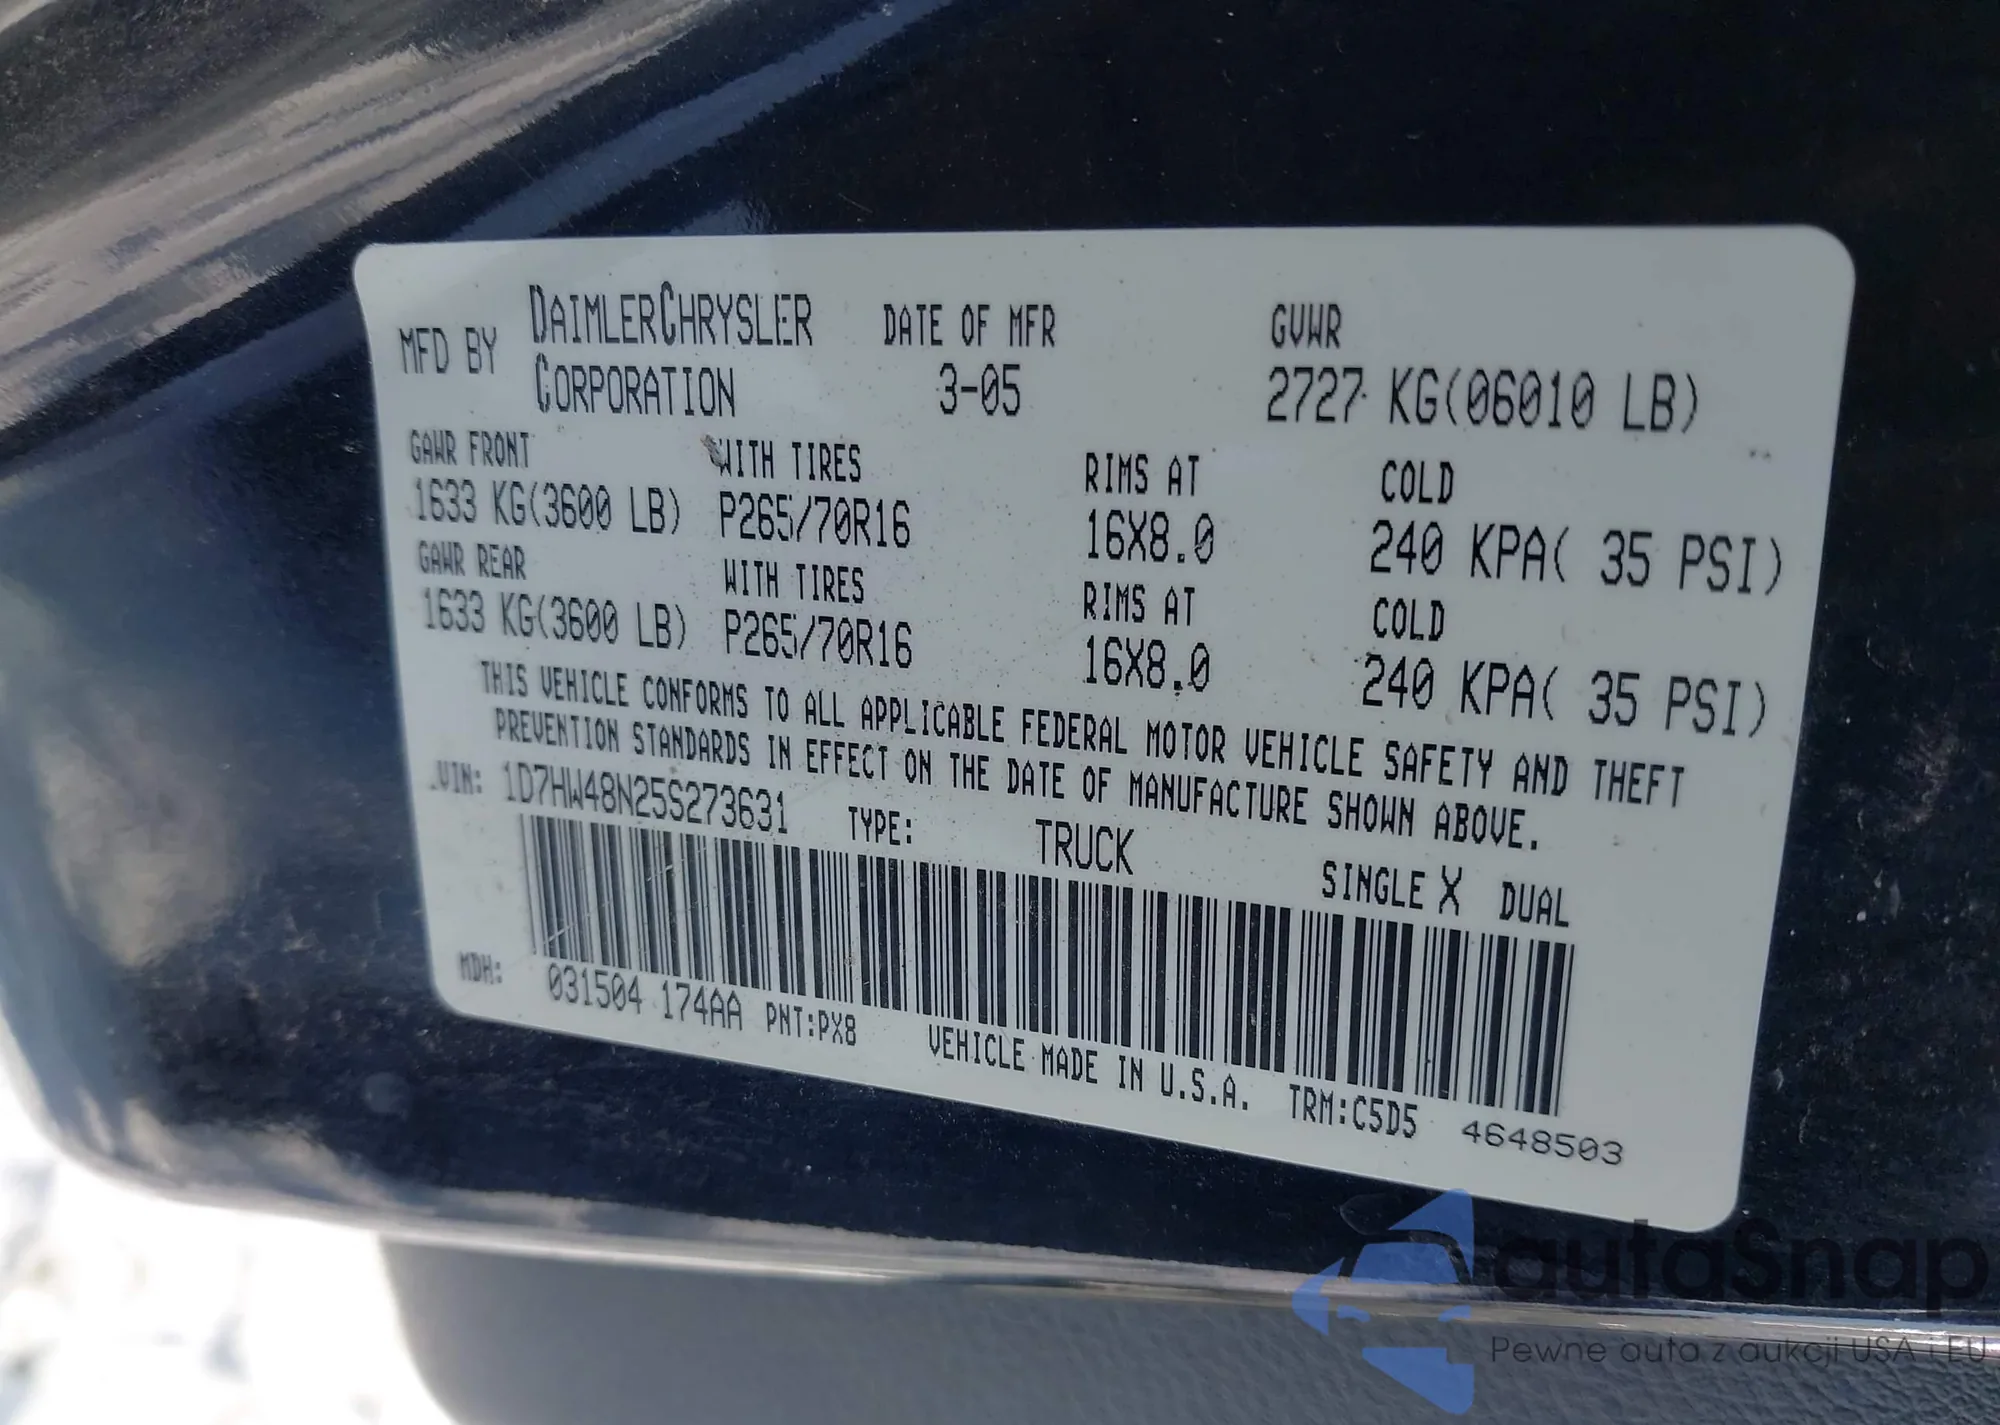 MFD BY DAIMLERCHRYSLER CORPORATION DATE OF MFR 3-05 GVWR 2727 KG(06010 LB)
GAWR FRONT WITH TIRES RIMS AT COLD
1633 KG(3600 LB) P265/70R16 16X8.0 240 KPA( 35 PSI)
GAWR REAR WITH TIRES RIMS AT COLD
1633 KG(3600 LB) P265/70R16 16X8.0 240 KPA( 35 PSI)
THIS VEHICLE CONFORMS TO ALL APPLICABLE FEDERAL MOTOR VEHICLE SAFETY AND THEFT
PREVENTION STANDARDS IN EFFECT ON THE DATE OF MANUFACTURE SHOWN ABOVE.
VIN: 1D7HW48N25S273631 TYPE: TRUCK SINGLE X DUAL
MDH: 031504 174AA PNT:PX8 VEHICLE MADE IN U.S.A. TRM:C5D5 4648503
autaSnap
Pewne auta z aukcji USA i EU